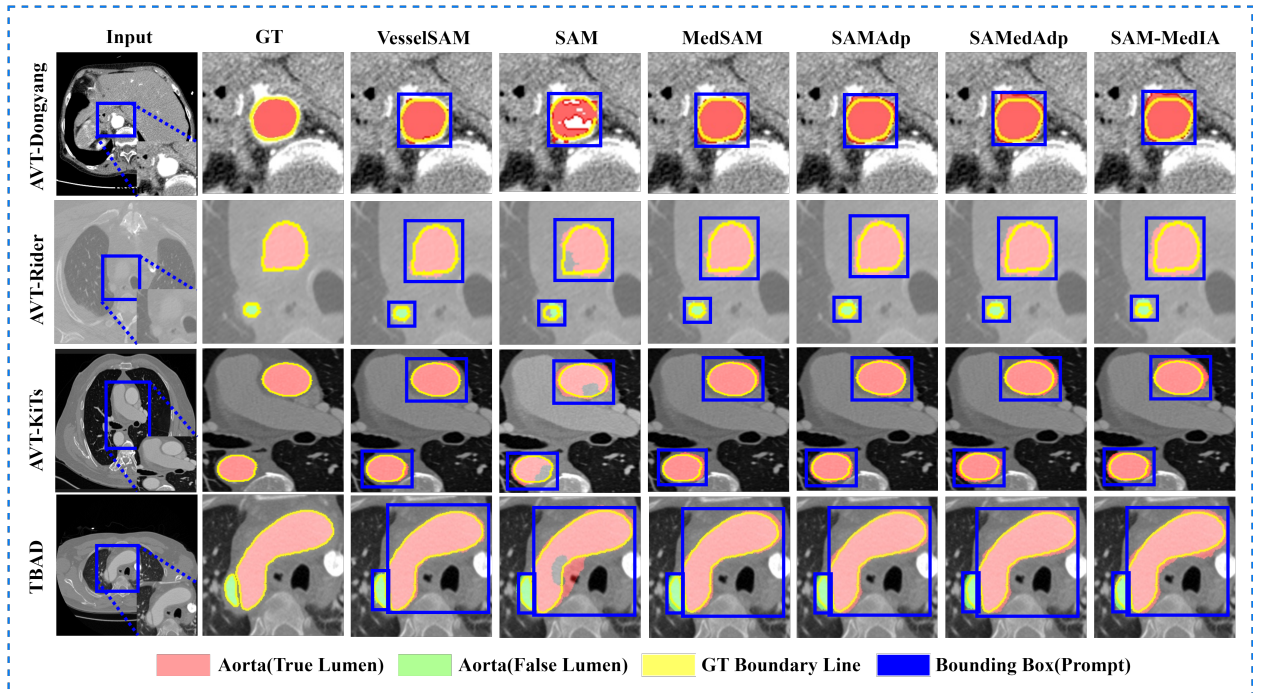 Input GT VesselSAM SAM MedSAM SAMAdp SAMedAdp SAM-MedIA
AVT-Dongyang
AVT-Rider
AVT-KiTs
TBAD
Aorta(True Lumen) Aorta(False Lumen) GT Boundary Line Bounding Box(Prompt)